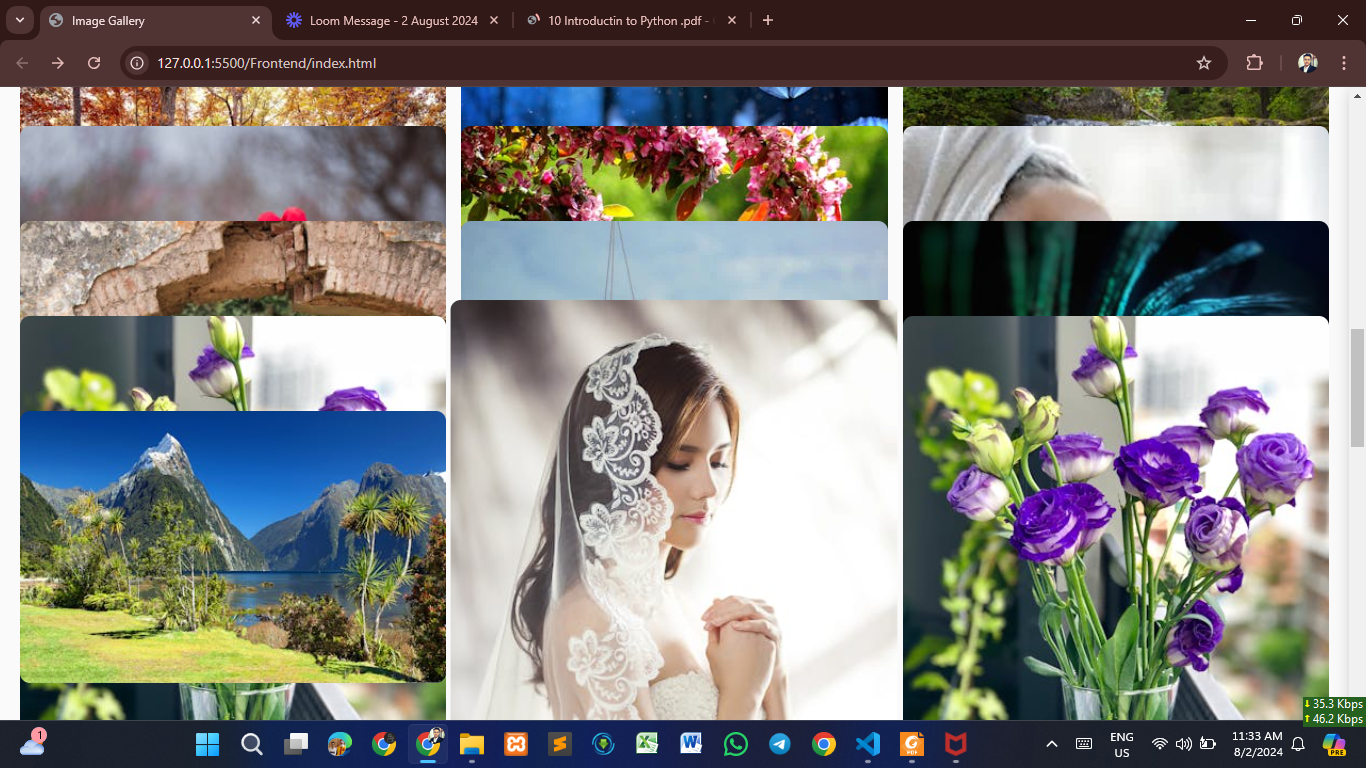 Image Gallery
Loom Message - 2 August 2024
10 Introductin to Python .pdf -
127.0.0.1:5500/Frontend/index.html
35.3 Kbps
46.2 Kbps
1
ENG
US
11:33 AM
8/2/2024
PRE